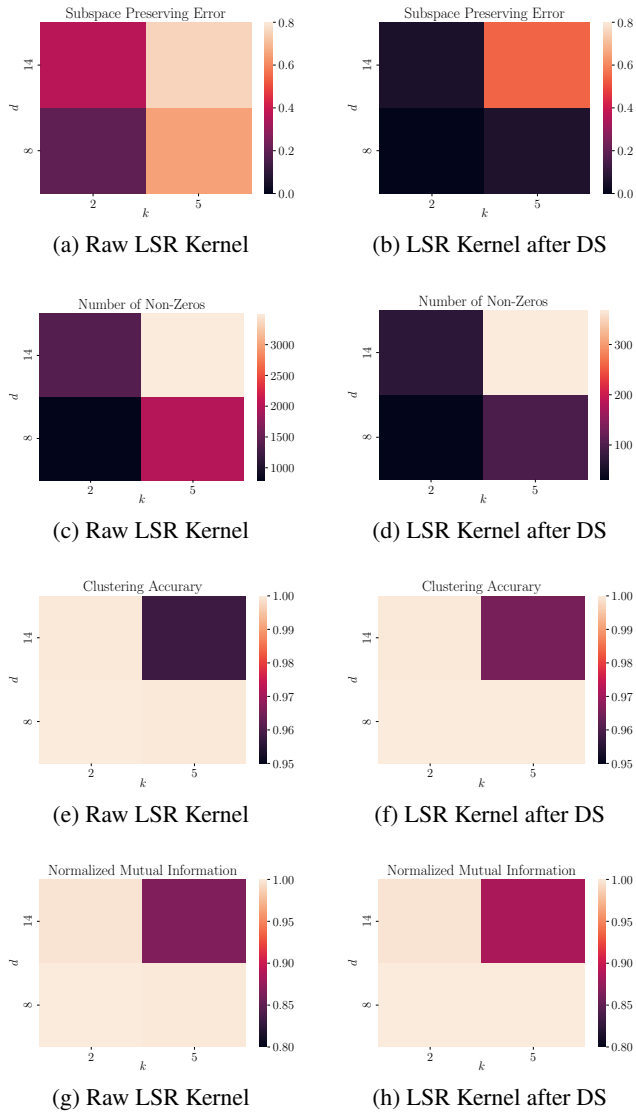 Subspace Preserving Error
14
8
d
2
5
k
0.8
0.6
0.4
0.2
0.0
(a) Raw LSR Kernel
Subspace Preserving Error
14
8
d
2
5
k
0.8
0.6
0.4
0.2
0.0
(b) LSR Kernel after DS
Number of Non-Zeros
14
8
d
2
5
k
3000
2500
2000
1500
1000
(c) Raw LSR Kernel
Number of Non-Zeros
14
8
d
2
5
k
300
200
100
(d) LSR Kernel after DS
Clustering Accurary
14
8
d
2
5
k
1.00
0.99
0.98
0.97
0.96
0.95
(e) Raw LSR Kernel
Clustering Accurary
14
8
d
2
5
k
1.00
0.99
0.98
0.97
0.96
0.95
(f) LSR Kernel after DS
Normalized Mutual Information
14
8
d
2
5
k
1.00
0.95
0.90
0.85
0.80
(g) Raw LSR Kernel
Normalized Mutual Information
14
8
d
2
5
k
1.00
0.95
0.90
0.85
0.80
(h) LSR Kernel after DS